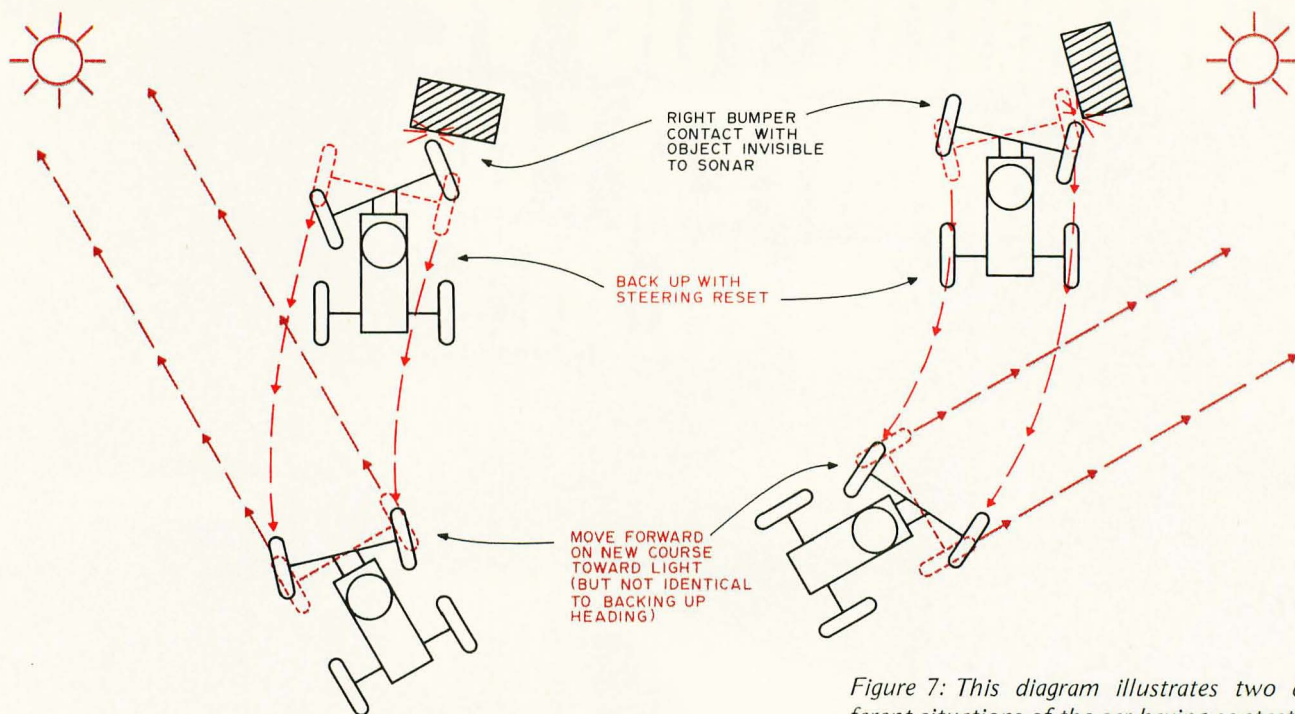 RIGHT BUMPER
CONTACT WITH
OBJECT INVISIBLE
TO SONAR
BACK UP WITH
STEERING RESET
MOVE FORWARD
ON NEW COURSE
TOWARD LIGHT
(BUT NOT IDENTICAL
TO BACKING UP
HEADING)
Figure 7: This diagram illustrates two
ferent situations of the car having